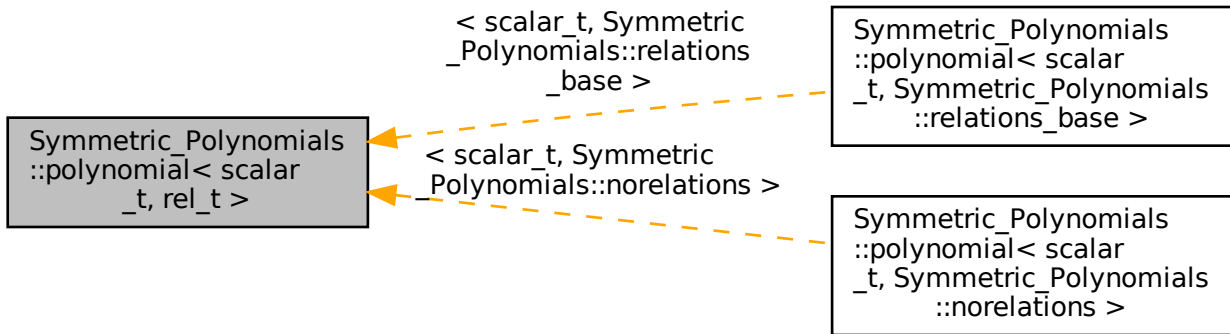 Symmetric_Polynomials
::polynomial< scalar
_t, rel_t >
< scalar_t, Symmetric
_Polynomials::relations
_base >
< scalar_t, Symmetric
_Polynomials::norelations >
Symmetric_Polynomials
::polynomial< scalar
_t, Symmetric_Polynomials
::relations_base >
Symmetric_Polynomials
::polynomial< scalar
_t, Symmetric_Polynomials
::norelations >